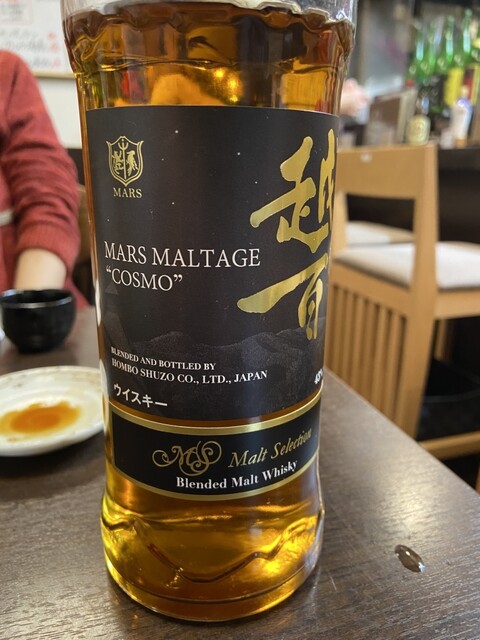 MARS
越百
MARS MALTAGE
"COSMO"
BLENDED AND BOTTLED BY
HOMBO SHUZO CO., LTD., JAPAN
ウイスキー
MS Malt Selection
Blended Malt Whisky